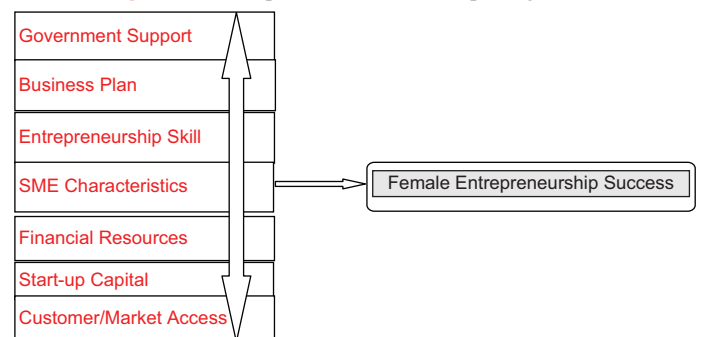 Government Support
Business Plan
Entrepreneurship Skill
SME Characteristics
Female Entrepreneurship Success
Financial Resources
Start-up Capital
Customer/Market Access